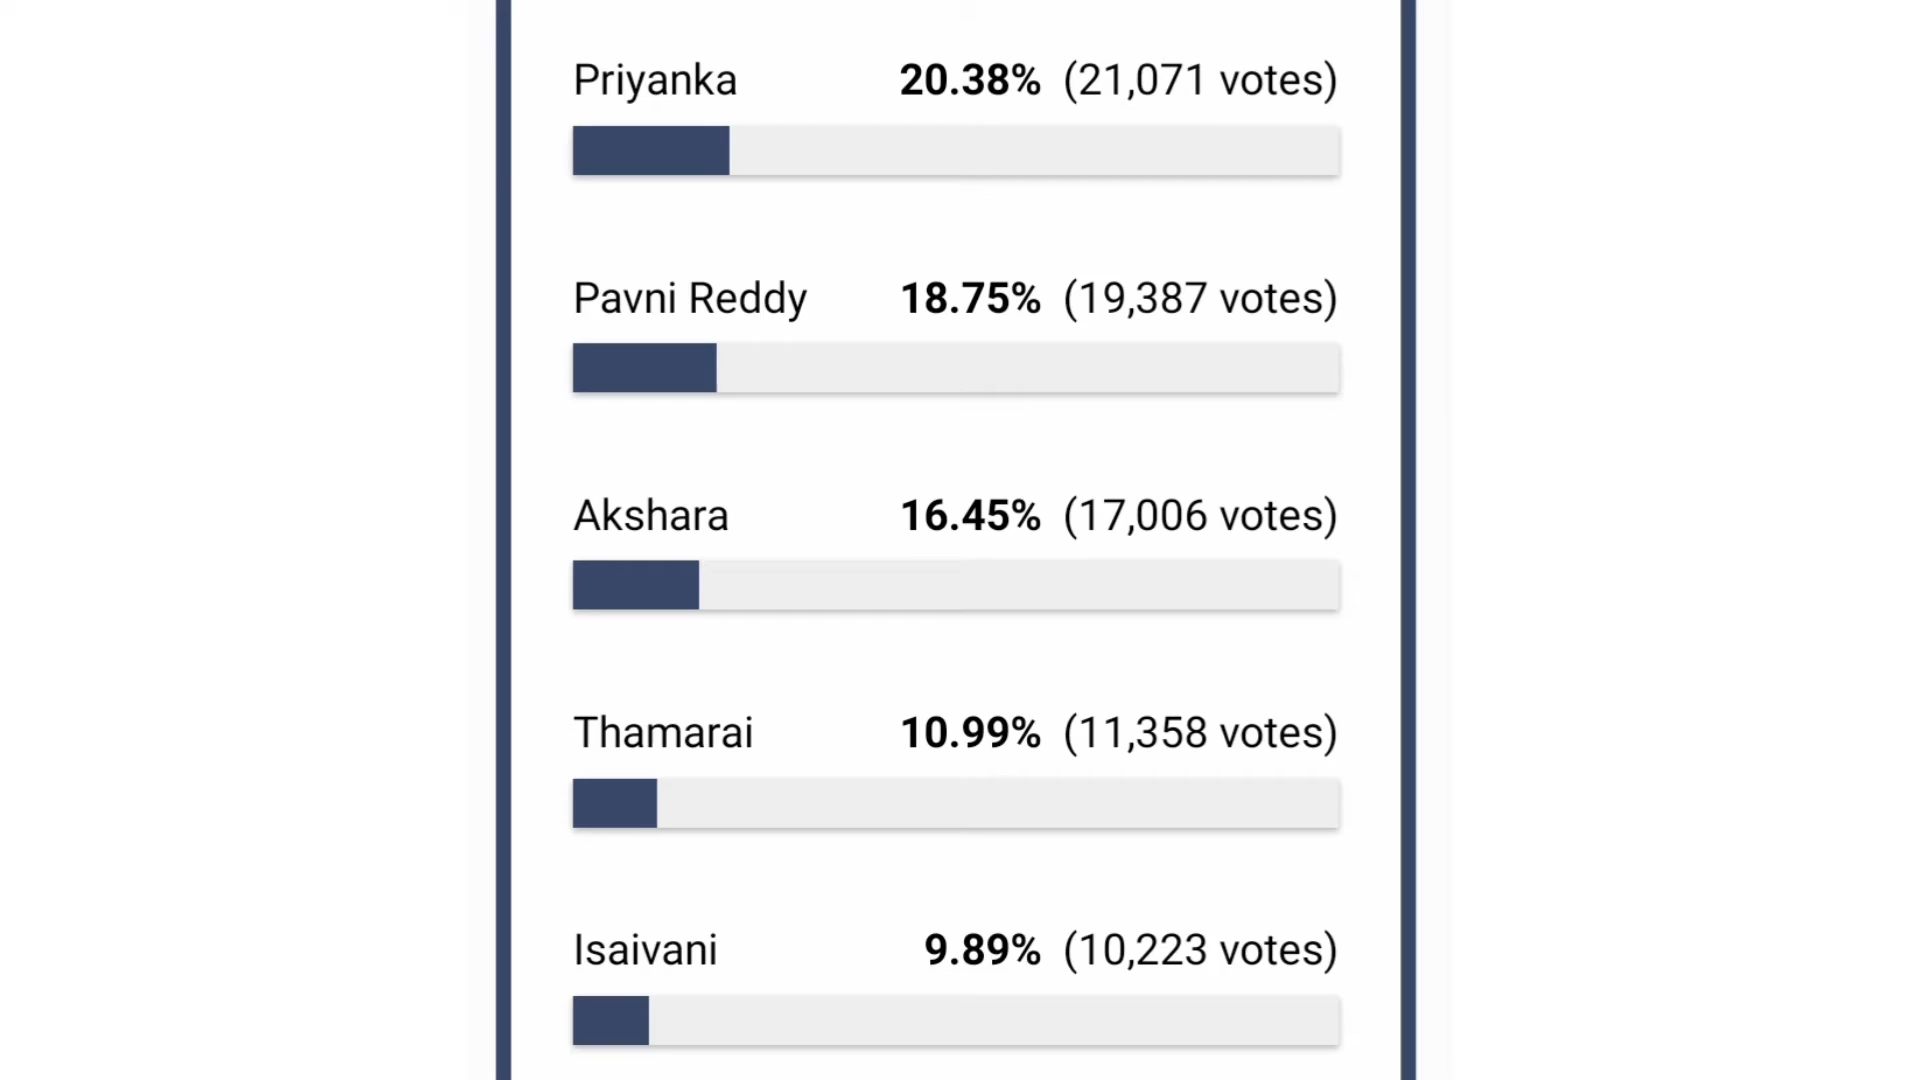 Priyanka 20.38% (21,071 votes)
Pavni Reddy 18.75% (19,387 votes)
Akshara 16.45% (17,006 votes)
Thamarai 10.99% (11,358 votes)
Isaivani 9.89% (10,223 votes)